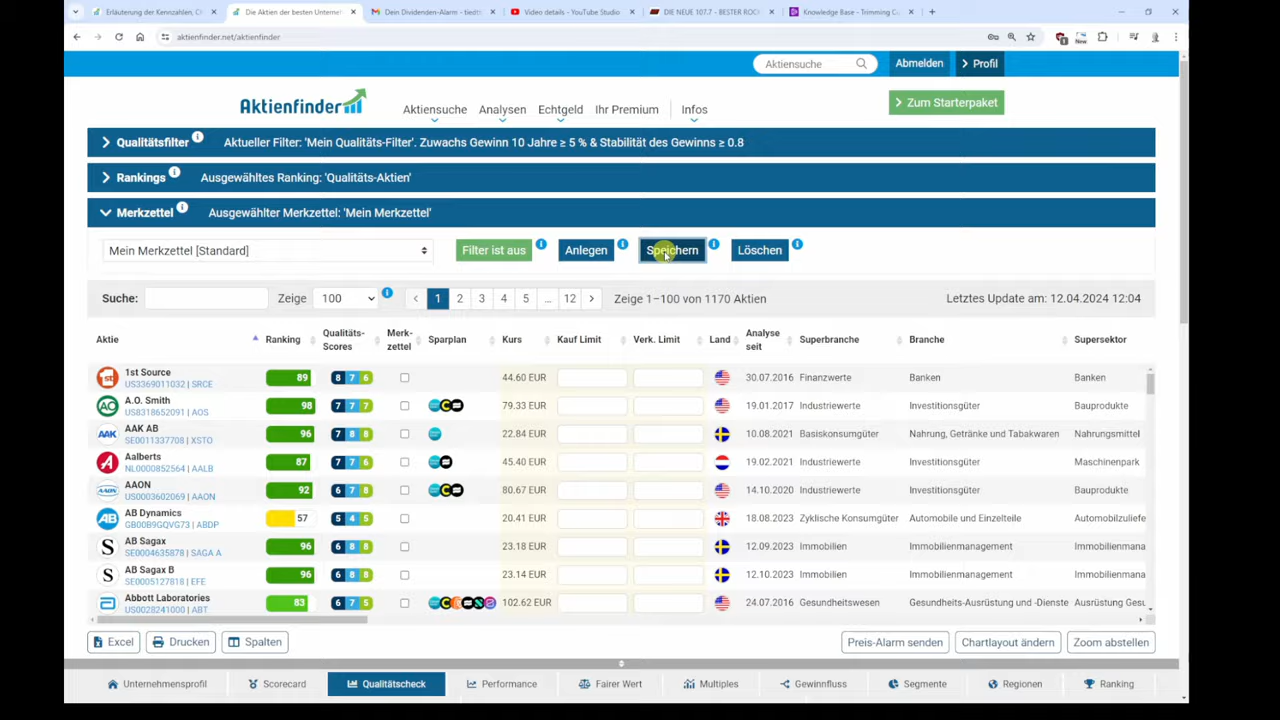 Erläuterung der Kennzahlen, C
Die Aktien der besten Unterne
Dein Dividenden-Alarm - tiedt
Video details - YouTube Studio
DIE NEUE 107.7 - BESTER ROC
Knowledge Base - Trimming C
aktienfinder.net/aktienfinder
New
Aktiensuche
Abmelden
Profil
Aktienfinder
Aktiensuche Analysen Echtgeld Ihr Premium Infos
Zum Starterpaket
Qualitätsfilter Aktueller Filter: 'Mein Qualitäts-Filter'. Zuwachs Gewinn 10 Jahre ≥ 5 % & Stabilität des Gewinns ≥ 0.8
Rankings Ausgewähltes Ranking: 'Qualitäts-Aktien'
Merkzettel Ausgewählter Merkzettel: 'Mein Merkzettel'
Mein Merkzettel [Standard] Filter ist aus Anlegen Speichern Löschen
Suche: Zeige 100 1 2 3 4 5 ... 12 Zeige 1–100 von 1170 Aktien Letztes Update am: 12.04.2024 12:04
Aktie Ranking Qualitäts-Scores Merk-zettel Sparplan Kurs Kauf Limit Verk. Limit Land Analyse seit Superbranche Branche Supersektor
1st Source 89 8 7 6 44.60 EUR 30.07.2016 Finanzwerte Banken Banken
US3369011032 | SRCE
A.O. Smith 98 7 7 7 79.33 EUR 19.01.2017 Industriewerte Investitionsgüter Bauprodukte
US8318652091 | AOS
AAK AB 96 7 8 8 22.84 EUR 10.08.2021 Basiskonsumgüter Nahrung, Getränke und Tabakwaren Nahrungsmittel
SE0011337708 | XSTO
Aalberts 87 7 7 6 45.40 EUR 19.02.2021 Industriewerte Investitionsgüter Maschinenpark
NL0000852564 | AALB
AAON 92 7 7 8 80.67 EUR 14.10.2020 Industriewerte Investitionsgüter Bauprodukte
US0003602069 | AAON
AB Dynamics 57 5 4 5 20.41 EUR 18.08.2023 Zyklische Konsumgüter Automobile und Einzelteile Automobilzuliefe
GB00B9GQVG73 | ABDP
AB Sagax 96 6 8 8 23.18 EUR 12.09.2023 Immobilien Immobilienmanagement Immobilienmana
SE0004635878 | SAGA A
AB Sagax B 96 6 8 8 23.14 EUR 12.10.2023 Immobilien Immobilienmanagement Immobilienmana
SE0005127818 | EFE
Abbott Laboratories 83 6 7 5 102.62 EUR 24.07.2016 Gesundheitswesen Gesundheits-Ausrüstung und -Dienste Ausrüstung Gesu
US0028241000 | ABT
Excel Drucken Spalten Preis-Alarm senden Chartlayout ändern Zoom abstellen
Unternehmensprofil Scorecard Qualitätscheck Performance Fairer Wert Multiples Gewinnfluss Segmente Regionen Ranking